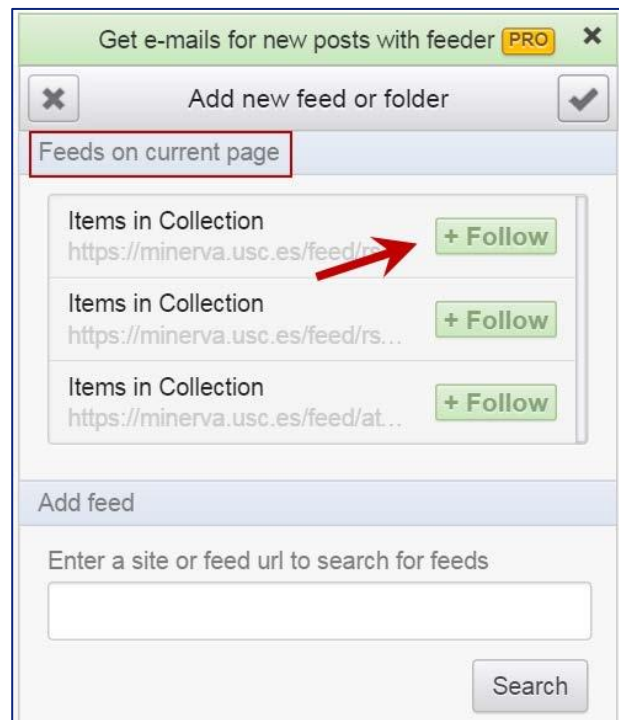 Get e-mails for new posts with feeder PRO
Add new feed or folder
Feeds on current page
Items in Collection
https://minerva.usc.es/feed/rs...
+ Follow
Items in Collection
https://minerva.usc.es/feed/rs...
+ Follow
Items in Collection
https://minerva.usc.es/feed/at...
+ Follow
Add feed
Enter a site or feed url to search for feeds
Search